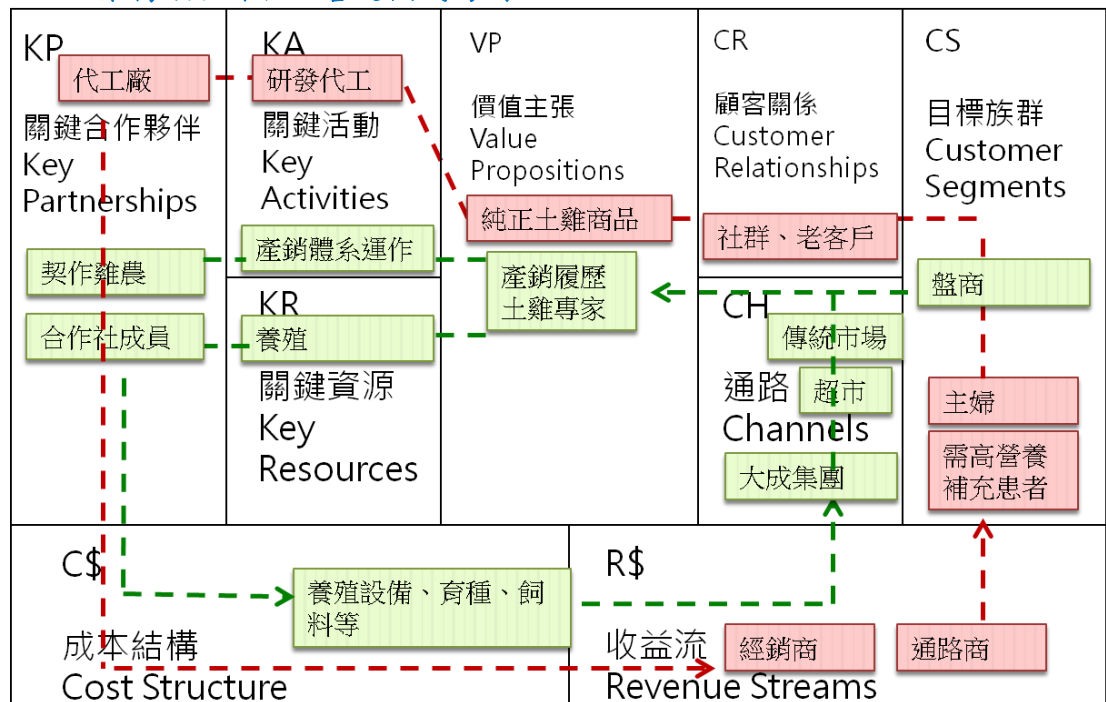 KP
代工廠
關鍵合作夥伴
Key
Partnerships
契作雞農
合作社成員
KA
研發代工
關鍵活動
Key
Activities
產銷體系運作
KR
養殖
關鍵資源
Key
Resources
VP
價值主張
Value
Propositions
純正土雞商品
產銷履歷
土雞專家
CR
顧客關係
Customer
Relationships
社群、老客戶
CH
傳統市場
通路
超市
Channels
大成集團
CS
目標族群
Customer
Segments
盤商
主婦
需高營養
補充患者
C$
養殖設備、育種、飼
料等
成本結構
Cost Structure
R$
收益流
經銷商
通路商
Revenue Streams